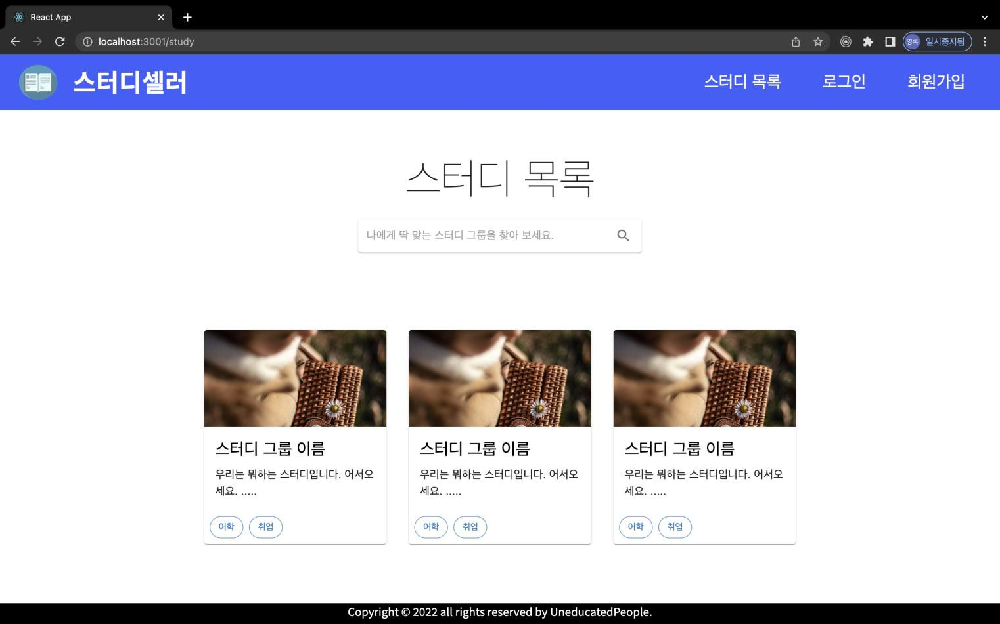 React App
localhost:3001/study
영록 일시중지됨
스터디셀러
스터디 목록 로그인 회원가입
스터디 목록
나에게 딱 맞는 스터디 그룹을 찾아 보세요.
스터디 그룹 이름
우리는 뭐하는 스터디입니다. 어서오
세요. .....
어학 취업
스터디 그룹 이름
우리는 뭐하는 스터디입니다. 어서오
세요. .....
어학 취업
스터디 그룹 이름
우리는 뭐하는 스터디입니다. 어서오
세요. .....
어학 취업
Copyright © 2022 all rights reserved by UneducatedPeople.